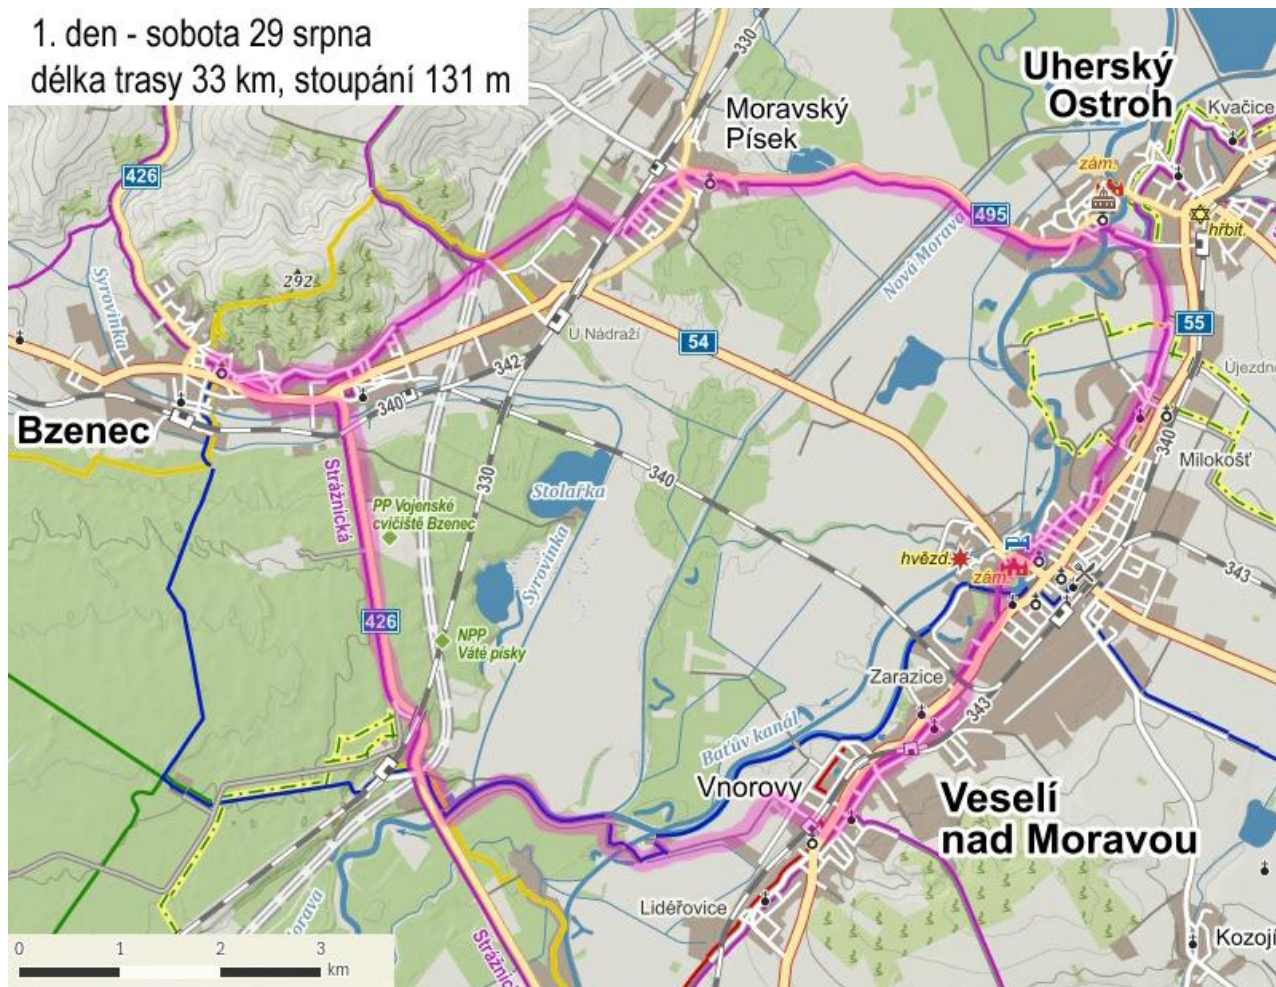 1. den - sobota 29 srpna
délka trasy 33 km, stoupání 131 m
330
Moravský
Písek
Uherský
Ostroh
Kvačice
zám.
426
495
hřbit.
Nová Morava
Syrovinka
292
55
U Nádraží
54
Újezdn
342
340
Bzenec
330
340
340
Milokošť
Strážnická
PP Vojenské
cvičiště Bzenec
Stolařka
Syrovinka
hvězd.
zám.
343
426
NPP
Váté písky
Zarazice
343
Baťův kanál
Vnorovy
Veselí
nad Moravou
Lidéřovice
orava
Strážnická
Kozojí
0 1 2 3
km